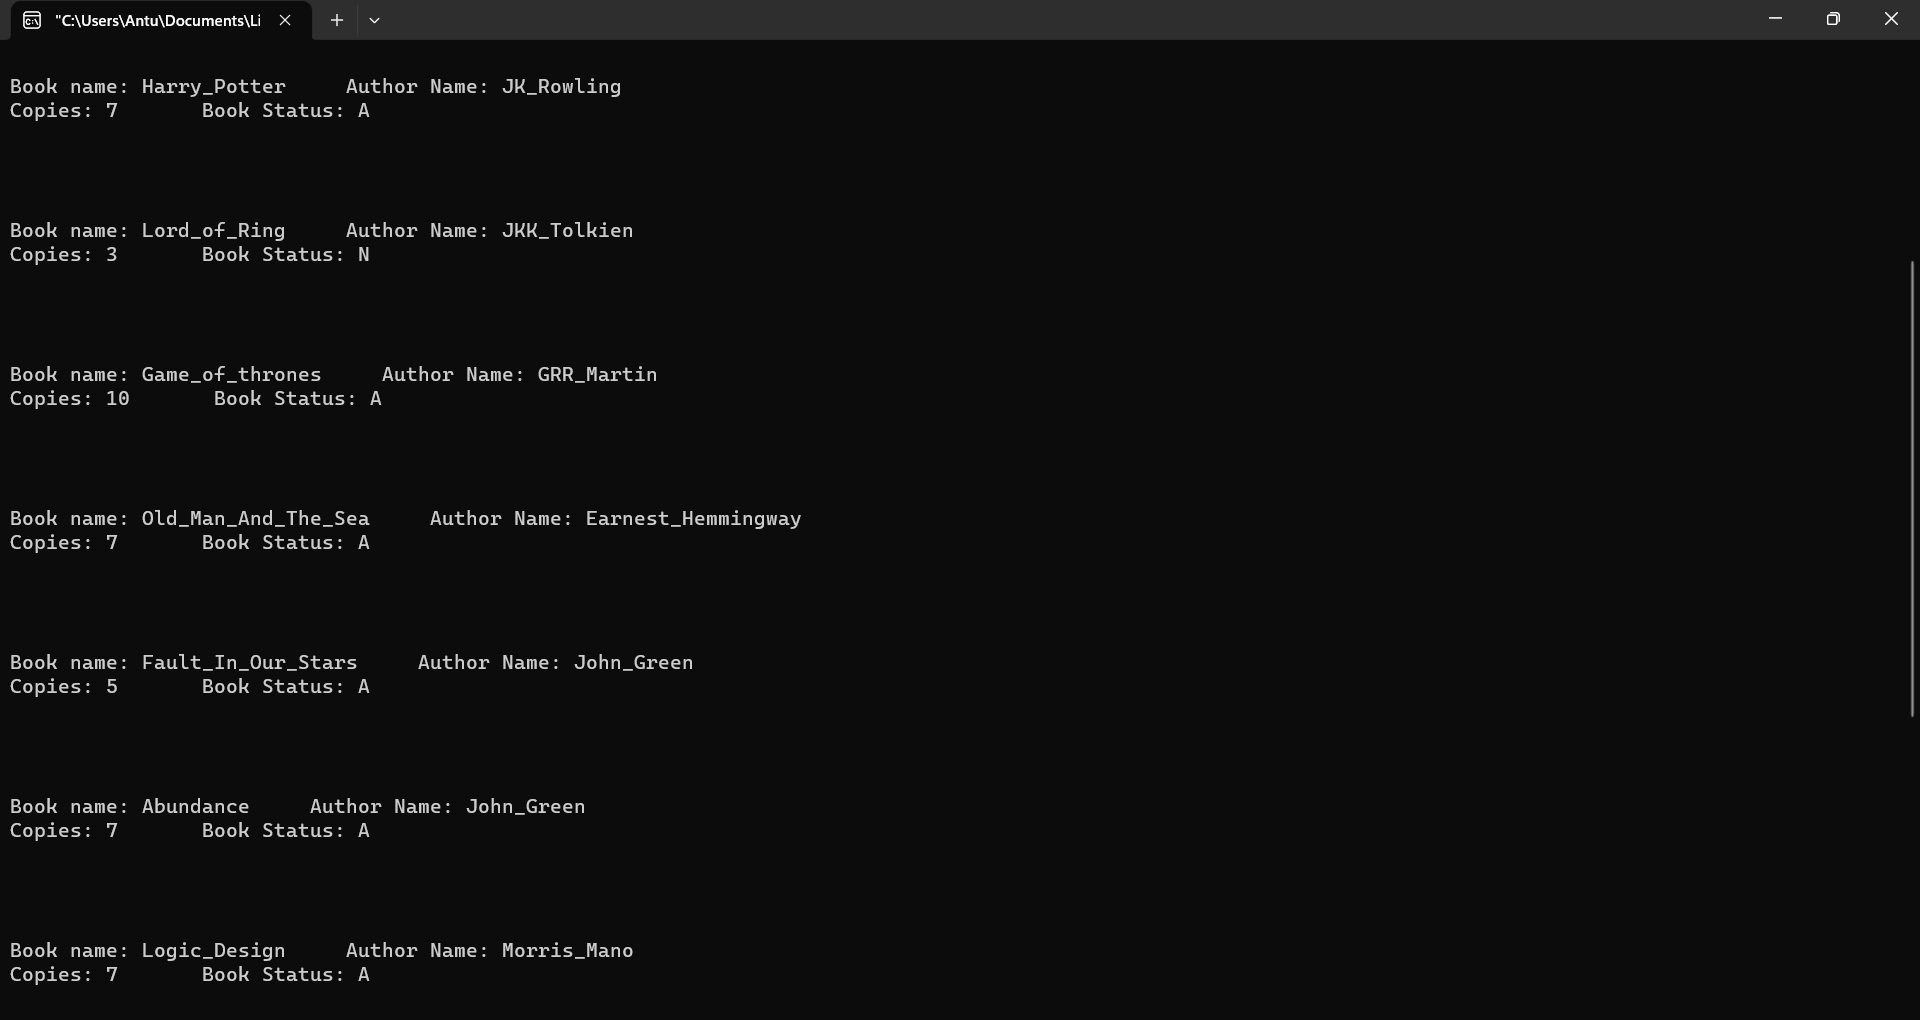 "C:\Users\Antu\Documents\Li
Book name: Harry_Potter     Author Name: JK_Rowling
Copies: 7       Book Status: A
Book name: Lord_of_Ring     Author Name: JKK_Tolkien
Copies: 3       Book Status: N
Book name: Game_of_thrones     Author Name: GRR_Martin
Copies: 10       Book Status: A
Book name: Old_Man_And_The_Sea     Author Name: Earnest_Hemmingway
Copies: 7       Book Status: A
Book name: Fault_In_Our_Stars     Author Name: John_Green
Copies: 5       Book Status: A
Book name: Abundance     Author Name: John_Green
Copies: 7       Book Status: A
Book name: Logic_Design     Author Name: Morris_Mano
Copies: 7       Book Status: A